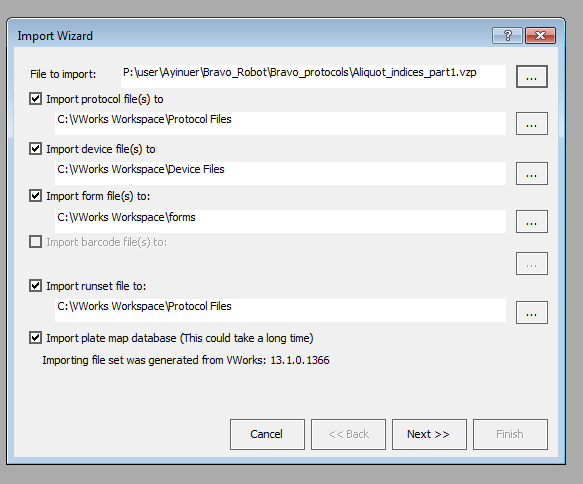 Import Wizard
?
File to import:
P:\user\Ayinuer\Bravo_Robot\Bravo_protocols\Aliquot_indices_part1.vzp
...
Import protocol file(s) to
C:\VWorks Workspace\Protocol Files
...
Import device file(s) to:
C:\VWorks Workspace\Device Files
...
Import form file(s) to:
C:\VWorks Workspace\forms
...
Import barcode file(s) to:
...
Import runset file to:
C:\VWorks Workspace\Protocol Files
...
Import plate map database (This could take a long time)
Importing file set was generated from VWorks: 13.1.0.1366
Cancel
<< Back
Next >>
Finish